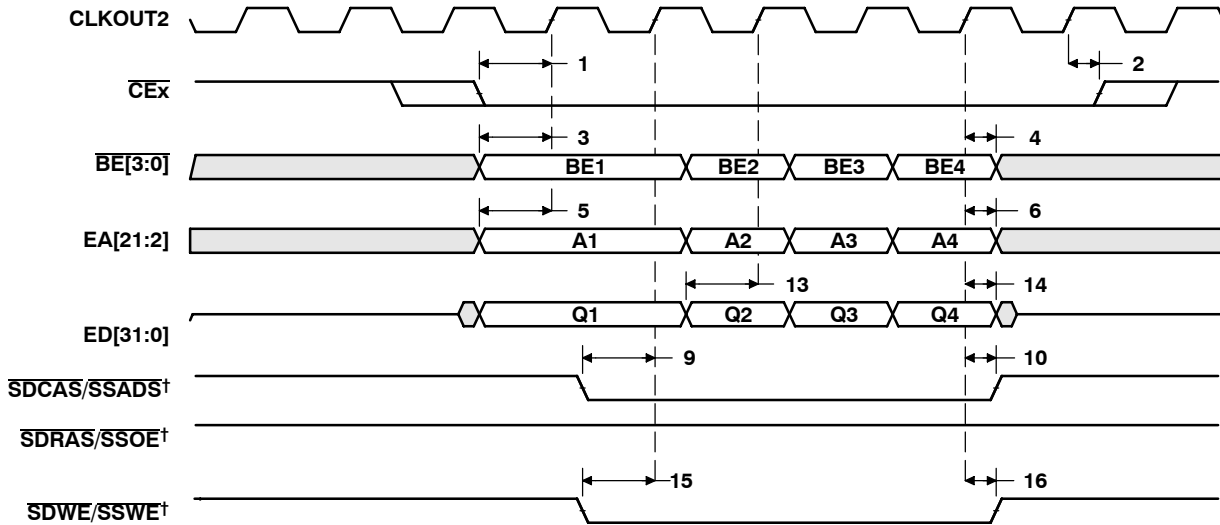 CLKOUT2
1 2
CEx
3 4
BE[3:0] BE1 BE2 BE3 BE4
5 6
EA[21:2] A1 A2 A3 A4
13 14
ED[31:0] Q1 Q2 Q3 Q4
9 10
SDCAS/SSADS†
SDRAS/SSOE†
15 16
SDWE/SSWE†